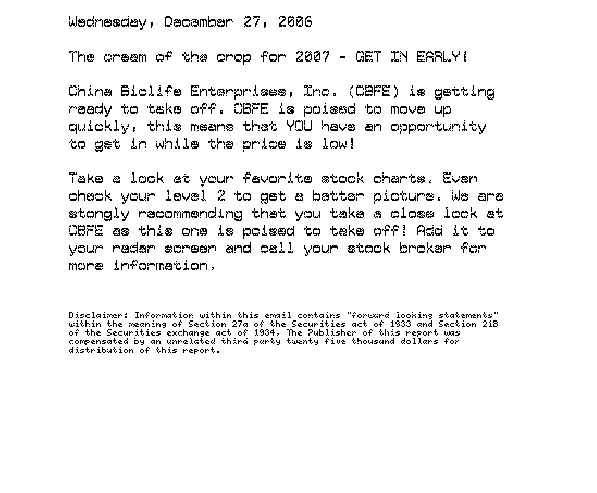 Wednesday, December 27, 2006
The cream of the crop for 2007 - GET IN EARLY!
China Biolife Enterprises, Inc. (CBFE) is getting
ready to take off. CBFE is poised to move up
quickly, this means that YOU have an opportunity
to get in while the price is low!
Take a look at your favorite stock charts. Even
check your level 2 to get a better picture. We are
stongly recommending that you take a close look at
CBFE as this one is poised to take off! Add it to
your radar screen and call your stock broker for
more information.
Disclaimer: Information within this email contains "forward looking statements"
within the meaning of Section 27a of the Securities act of 1933 and Section 21B
of the Securities exchange act of 1934. The Publisher of this report was
compensated by an unrelated third party twenty five thousand dollars for
distribution of this report.